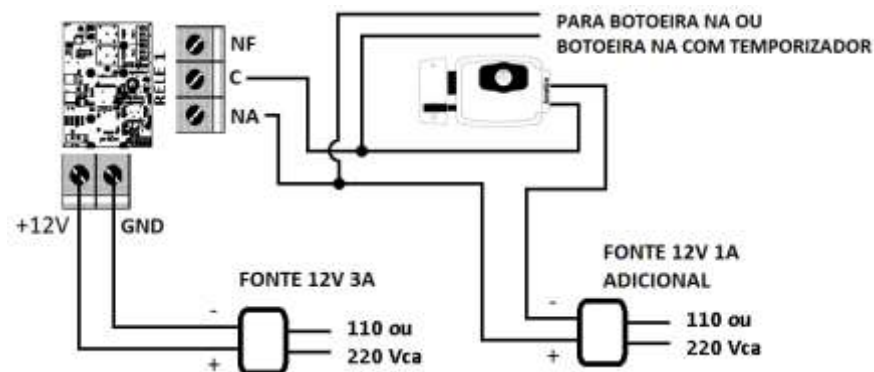 PARA BOTOEIRA NA OU
BOTOEIRA NA COM TEMPORIZADOR
RELE 1
NF
C
NA
+12V
GND
FONTE 12V 3A
-
+
110 ou
220 Vca
FONTE 12V 1A
ADICIONAL
-
+
110 ou
220 Vca